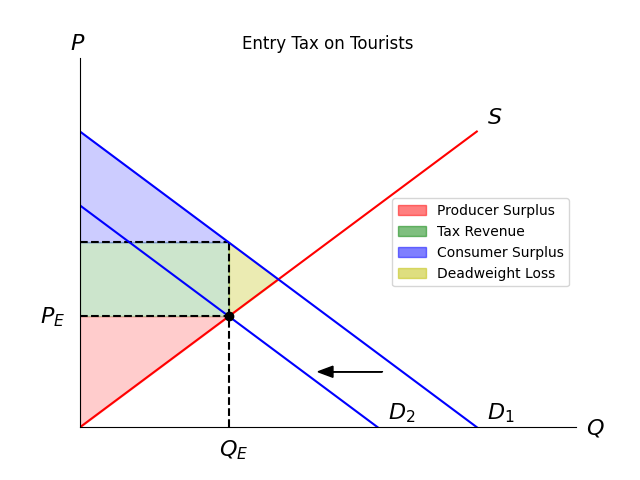 Entry Tax on Tourists
P
S
Producer Surplus
Tax Revenue
Consumer Surplus
Deadweight Loss
P_E
D_2
D_1
Q
Q_E